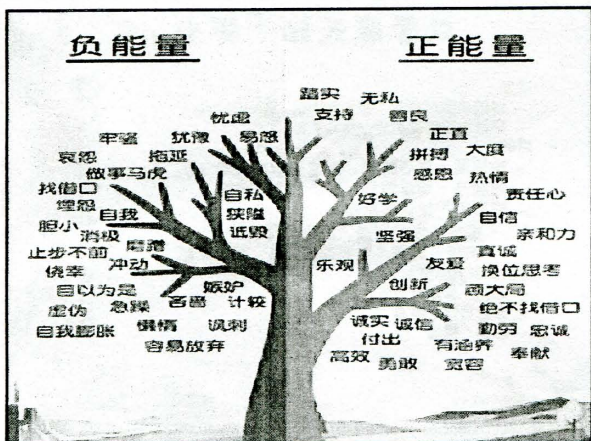 负能量
正能量
忧虑
牢骚
犹豫
易怒
哀怨
拖延
做事马虎
找借口
自私
埋怨
自我
狭隘
胆小
诋毁
消极
磨蹭
止步不前
冲动
侥幸
嫉妒
自以为是
吝啬
计较
虚伪
急躁
懒惰
讽刺
自我膨胀
容易放弃
踏实
无私
支持
善良
正直
拼搏
大度
感恩
热情
好学
责任心
自信
坚强
亲和力
真诚
乐观
友爱
换位思考
创新
顾大局
绝不找借口
诚实
诚信
勤劳
忠诚
付出
有涵养
高效
奉献
勇敢
宽容